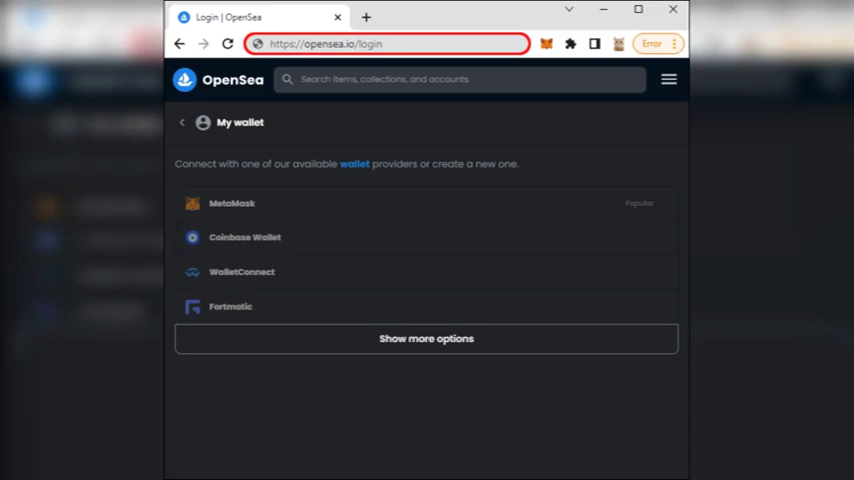 Login | OpenSea
https://opensea.io/login
Error
OpenSea
Search items, collections, and accounts
My wallet
Connect with one of our available wallet providers or create a new one.
MetaMask
Popular
Coinbase Wallet
WalletConnect
Fortmatic
Show more options